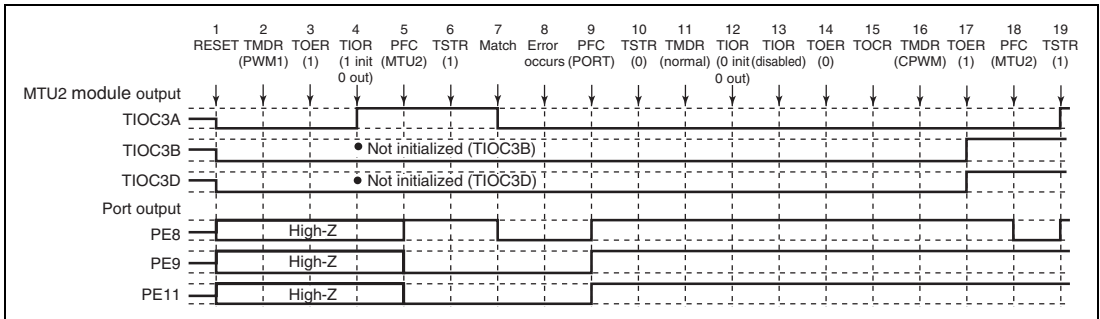 1 2 3 4 5 6 7 8 9 10 11 12 13 14 15 16 17 18 19
RESET TMDR TOER TIOR PFC TSTR Match Error PFC TSTR TMDR TIOR TIOR TOER TOCR TMDR TOER PFC TSTR
(PWM1) (1) (1 init (MTU2) (1) occurs (PORT) (0) (normal) (0 init (disabled) (0) (CPWM) (1) (MTU2) (1)
0 out) 0 out)
MTU2 module output
TIOC3A
TIOC3B • Not initialized (TIOC3B)
TIOC3D • Not initialized (TIOC3D)
Port output
PE8 High-Z
PE9 High-Z
PE11 High-Z